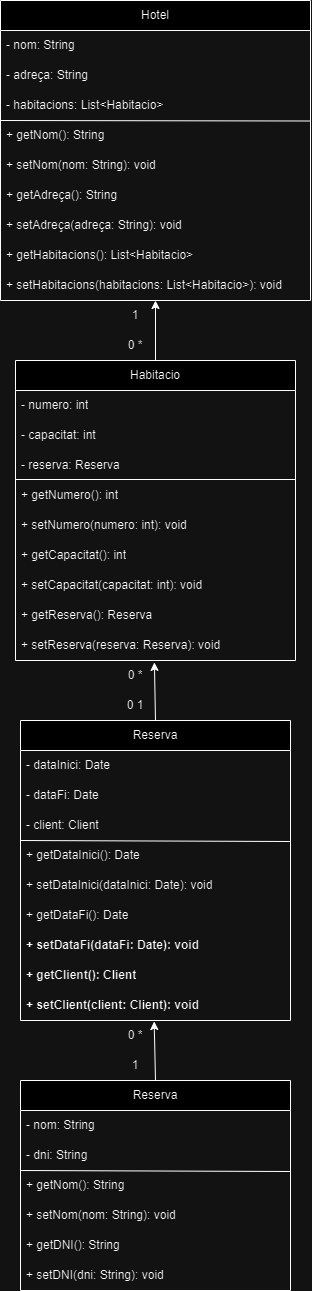 Hotel
- nom: String
- adreça: String
- habitacions: List<Habitacio>
+ getNom(): String
+ setNom(nom: String): void
+ getAdreça(): String
+ setAdreça(adreça: String): void
+ getHabitacions(): List<Habitacio>
+ setHabitacions(habitacions: List<Habitacio>): void
1
0 *
Habitacio
- numero: int
- capacitat: int
- reserva: Reserva
+ getNumero(): int
+ setNumero(numero: int): void
+ getCapacitat(): int
+ setCapacitat(capacitat: int): void
+ getReserva(): Reserva
+ setReserva(reserva: Reserva): void
0 *
0 1
Reserva
- dataInici: Date
- dataFi: Date
- client: Client
+ getDataInici(): Date
+ setDataInici(dataInici: Date): void
+ getDataFi(): Date
+ setDataFi(dataFi: Date): void
+ getClient(): Client
+ setClient(client: Client): void
0 *
1
Reserva
- nom: String
- dni: String
+ getNom(): String
+ setNom(nom: String): void
+ getDNI(): String
+ setDNI(dni: String): void